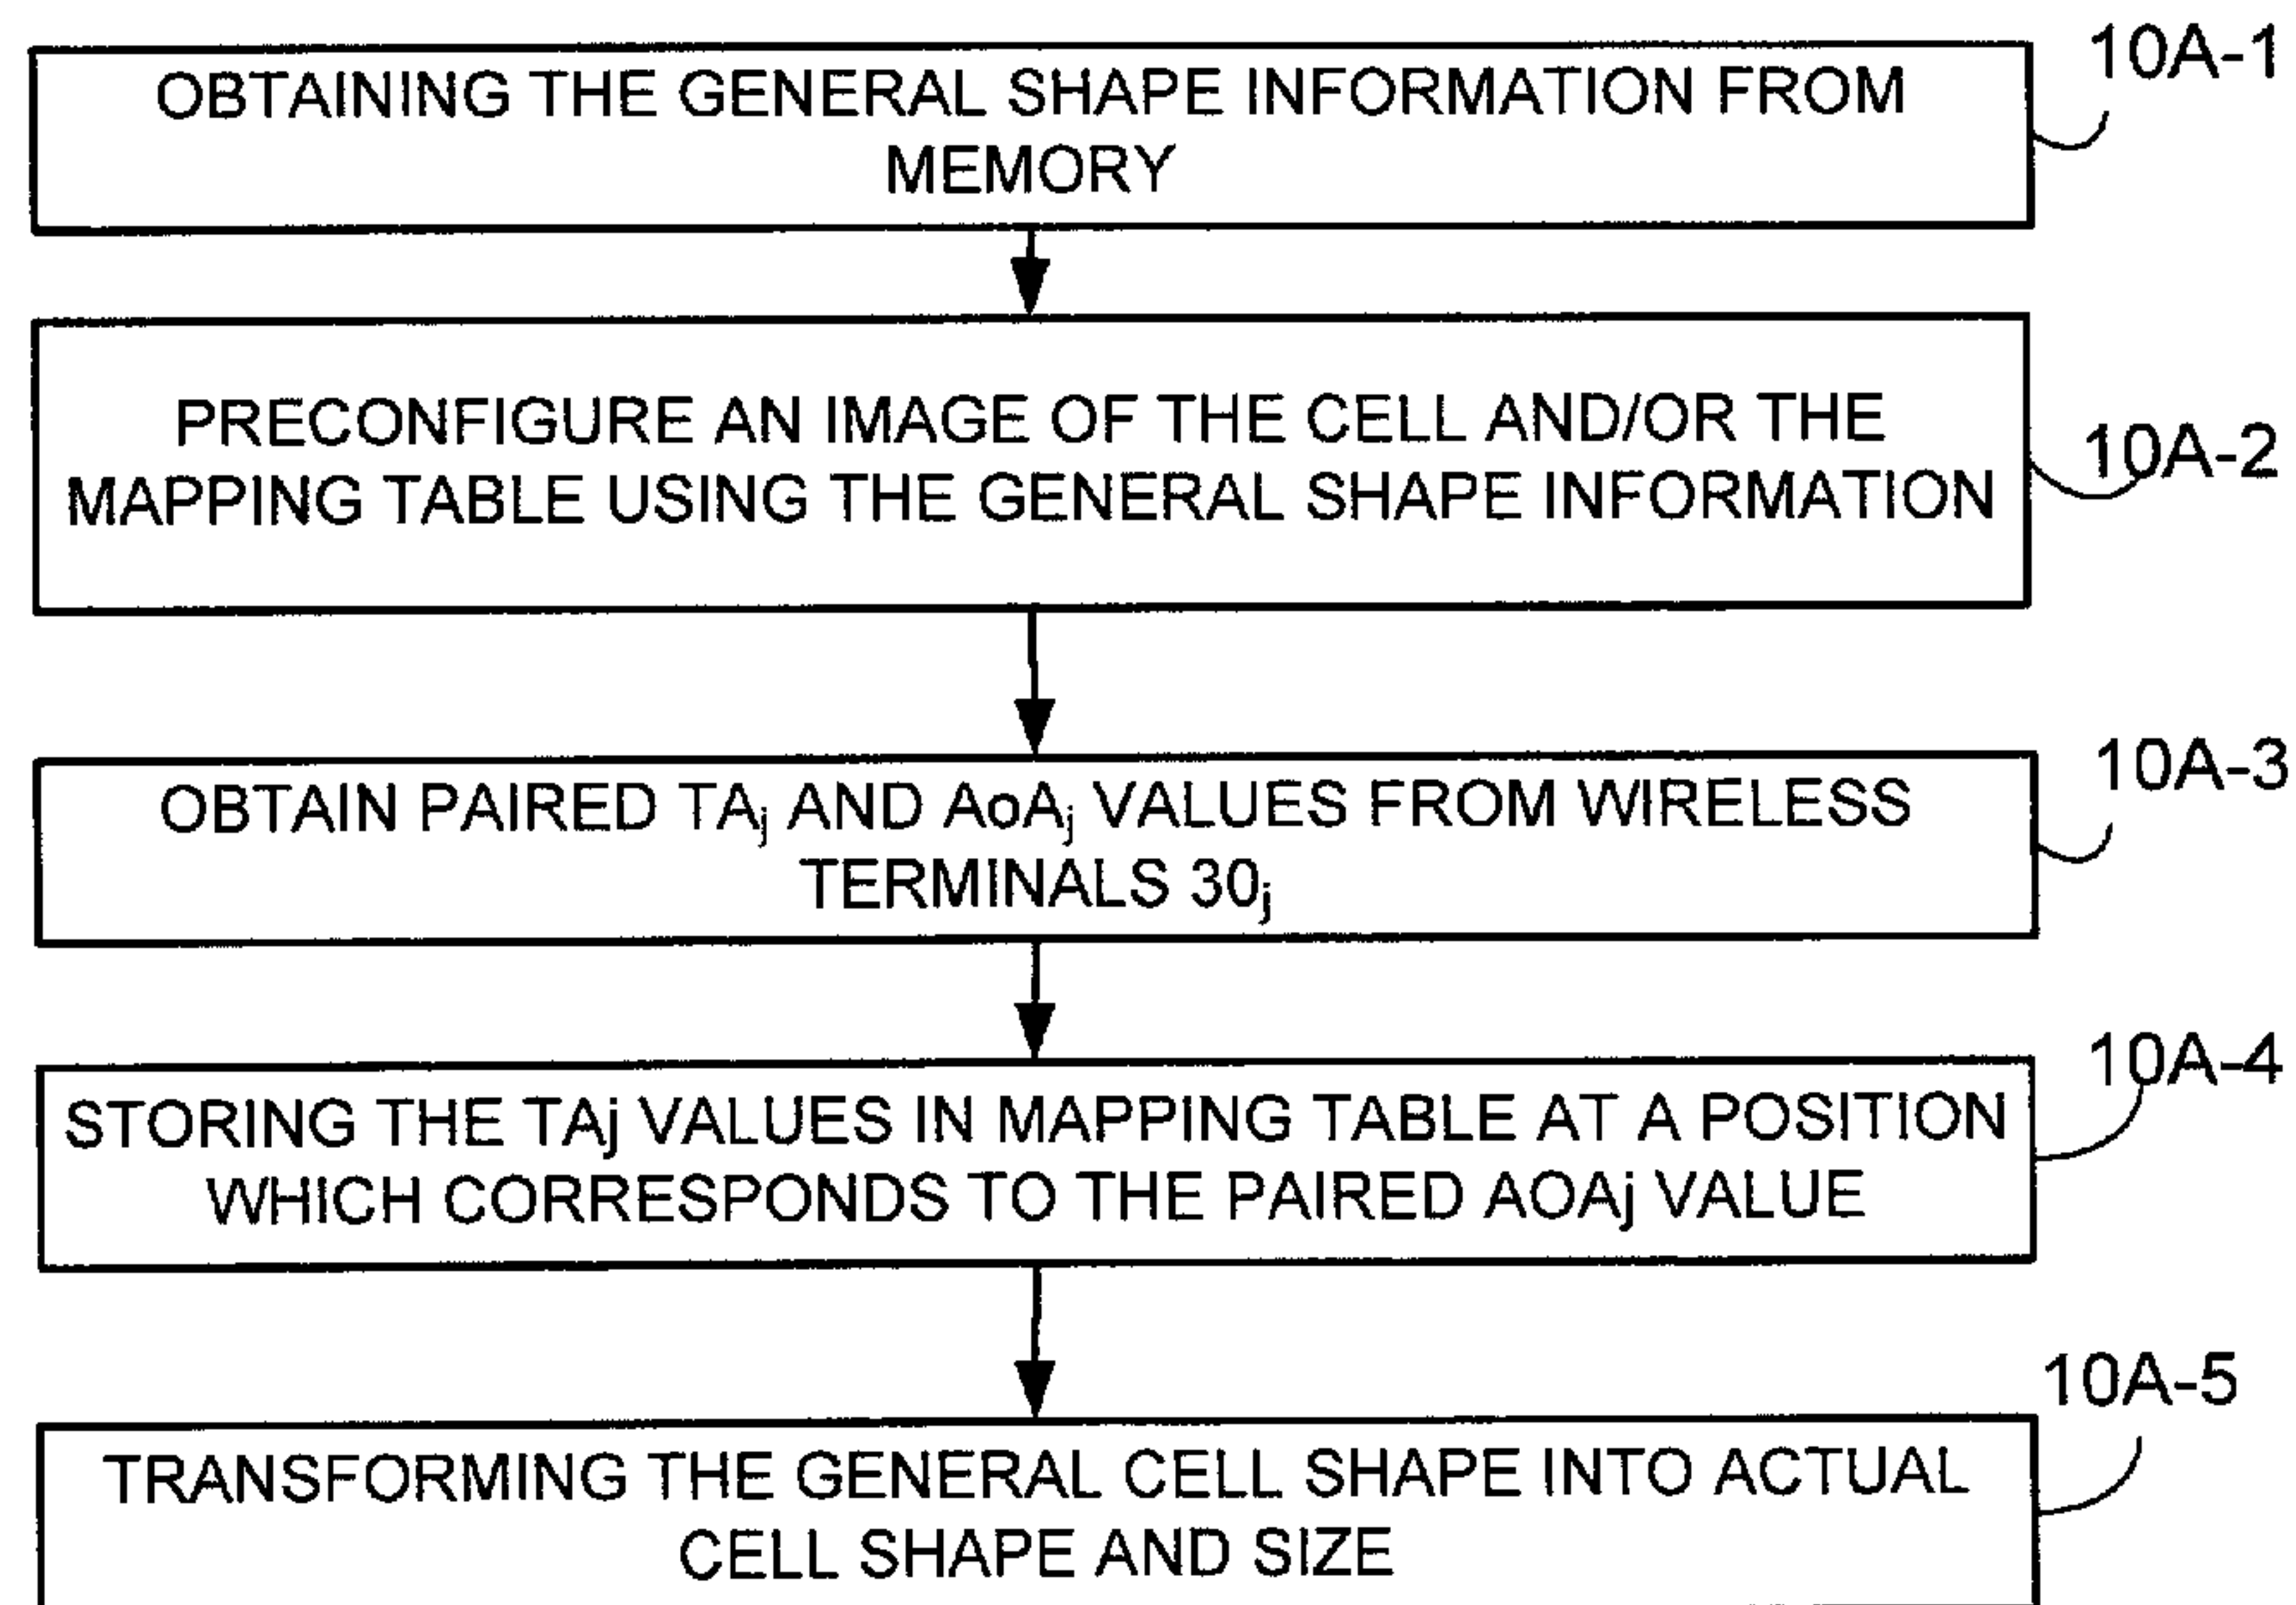 10A-1
OBTAINING THE GENERAL SHAPE INFORMATION FROM
MEMORY
PRECONFIGURE AN IMAGE OF THE CELL AND/OR THE
MAPPING TABLE USING THE GENERAL SHAPE INFORMATION
10A-2
10A-3
OBTAIN PAIRED TAj AND AoAj VALUES FROM WIRELESS
TERMINALS 30j
10A-4
STORING THE TAj VALUES IN MAPPING TABLE AT A POSITION
WHICH CORRESPONDS TO THE PAIRED AOAj VALUE
10A-5
TRANSFORMING THE GENERAL CELL SHAPE INTO ACTUAL
CELL SHAPE AND SIZE